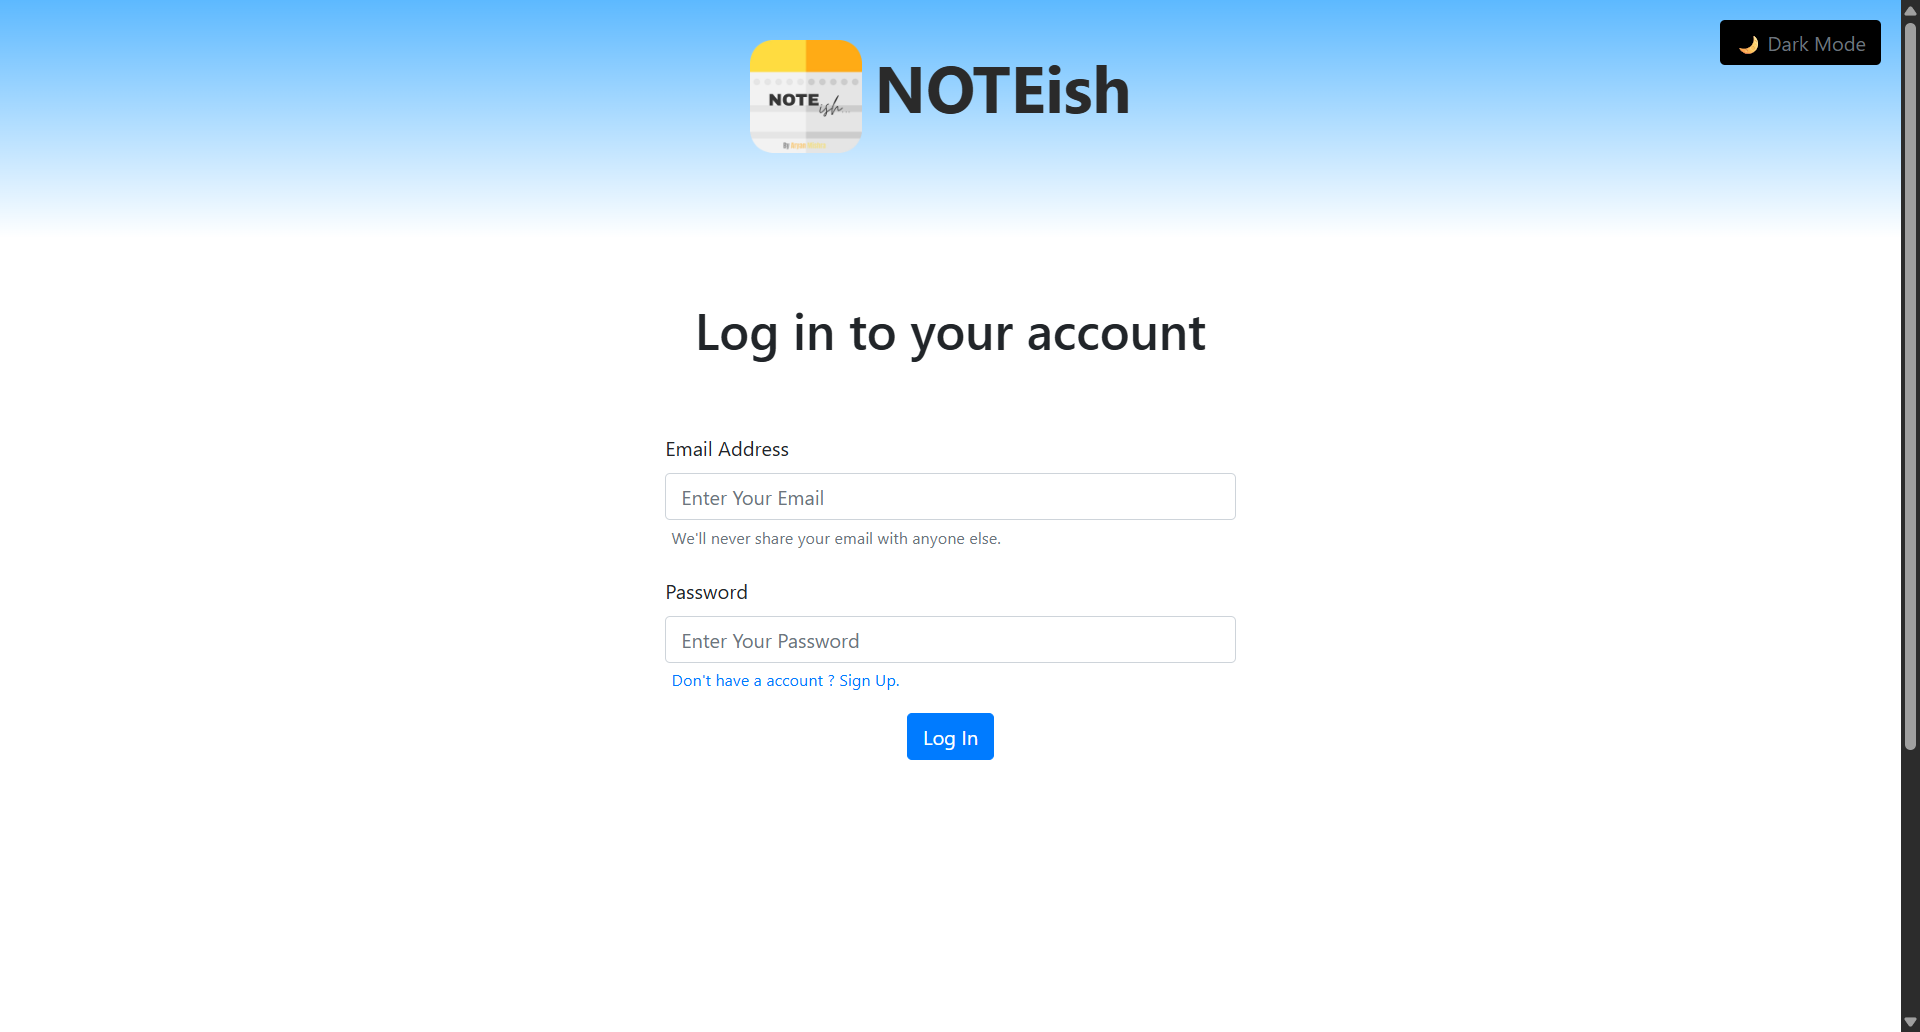 Dark Mode
NOTEish
NOTE ish
By
Log in to your account
Email Address
Enter Your Email
We'll never share your email with anyone else.
Password
Enter Your Password
Don't have a account ? Sign Up.
Log In